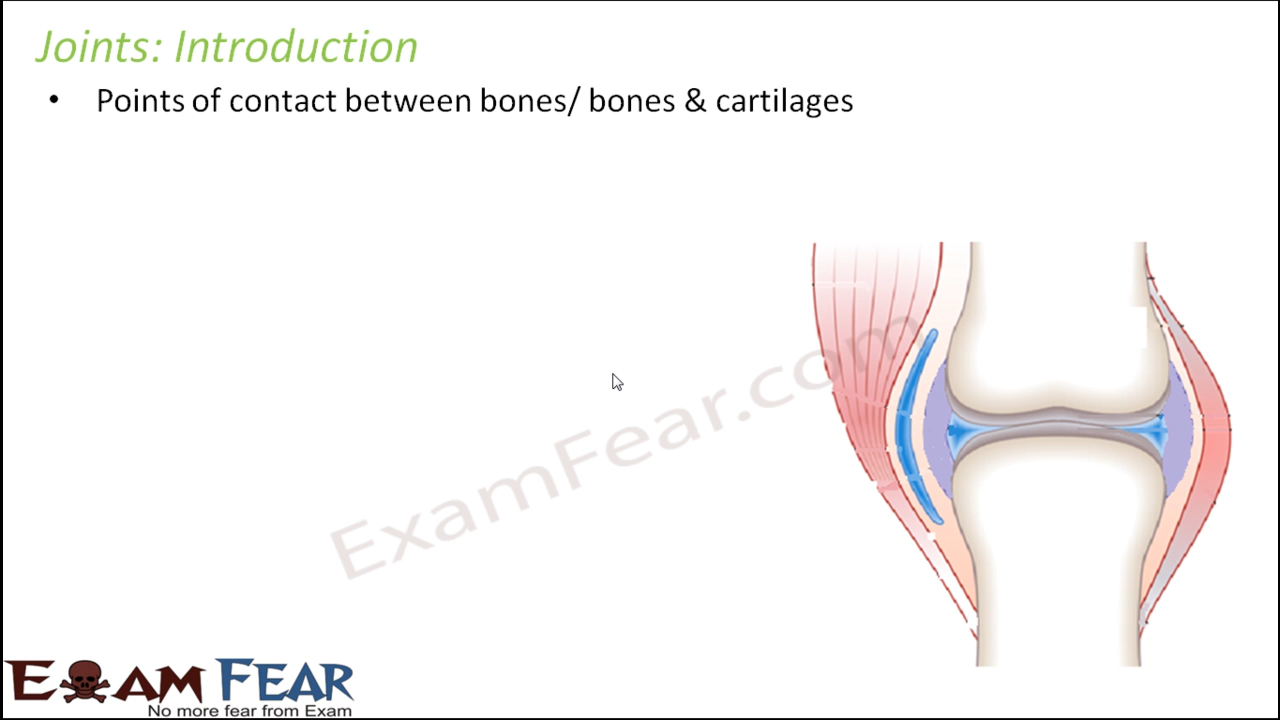 Joints: Introduction
• Points of contact between bones/ bones & cartilages
ExamFear.com
EXAM FEAR
No more fear from Exam